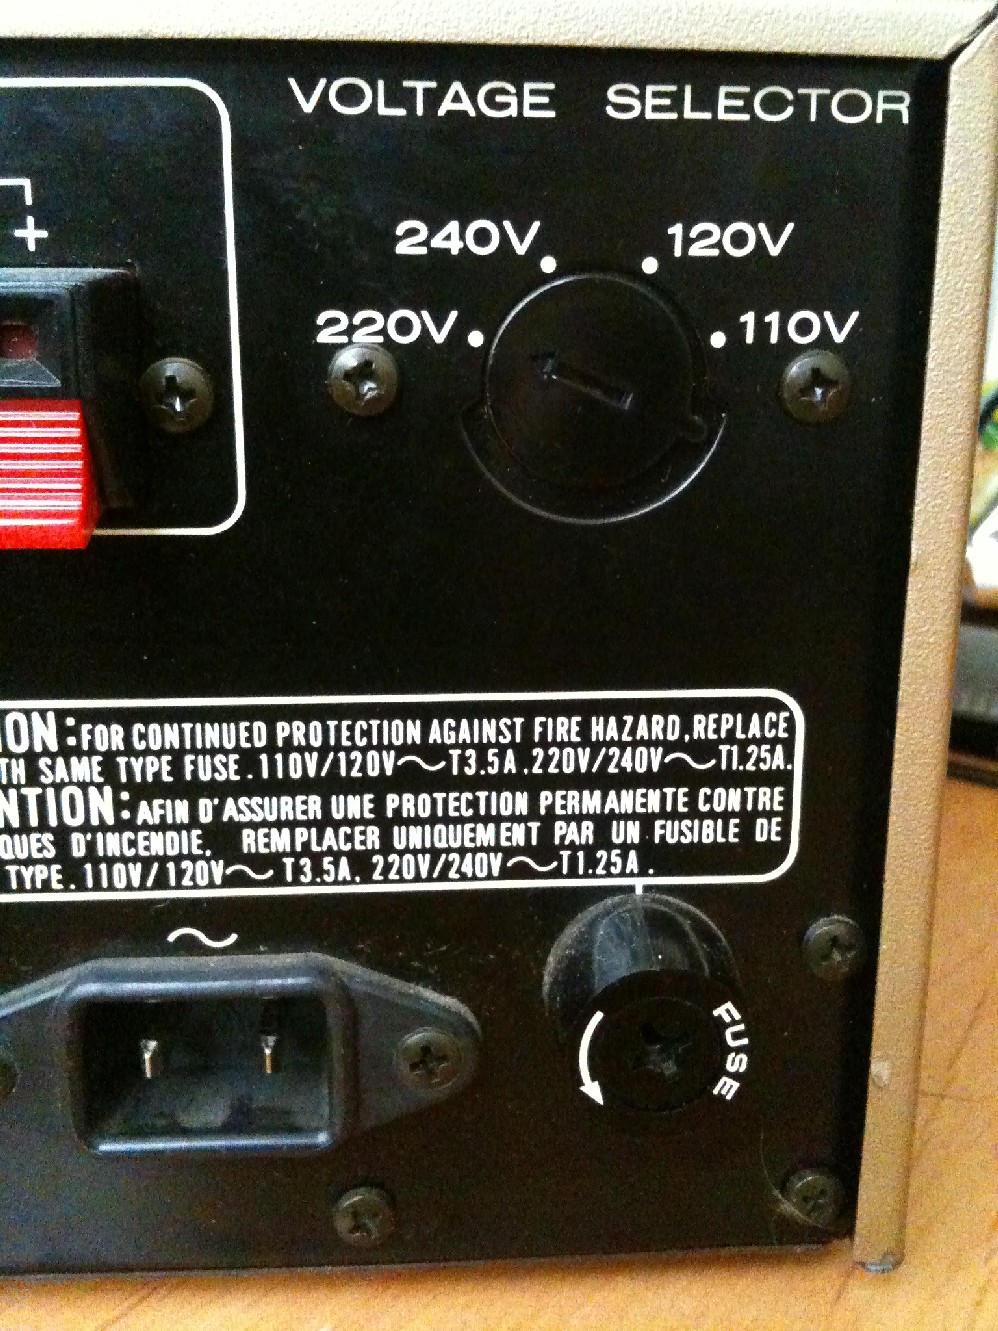 VOLTAGE SELECTOR
+
240V 120V
220V 110V
ION: FOR CONTINUED PROTECTION AGAINST FIRE HAZARD, REPLACE
TH SAME TYPE FUSE. 110V/120V～T3.5A, 220V/240V～T1.25A.
NTION: AFIN D'ASSURER UNE PROTECTION PERMANENTE CONTRE
QUES D'INCENDIE. REMPLACER UNIQUEMENT PAR UN FUSIBLE DE
TYPE. 110V/120V～T3.5A. 220V/240V～T1.25A.
～
FUSE